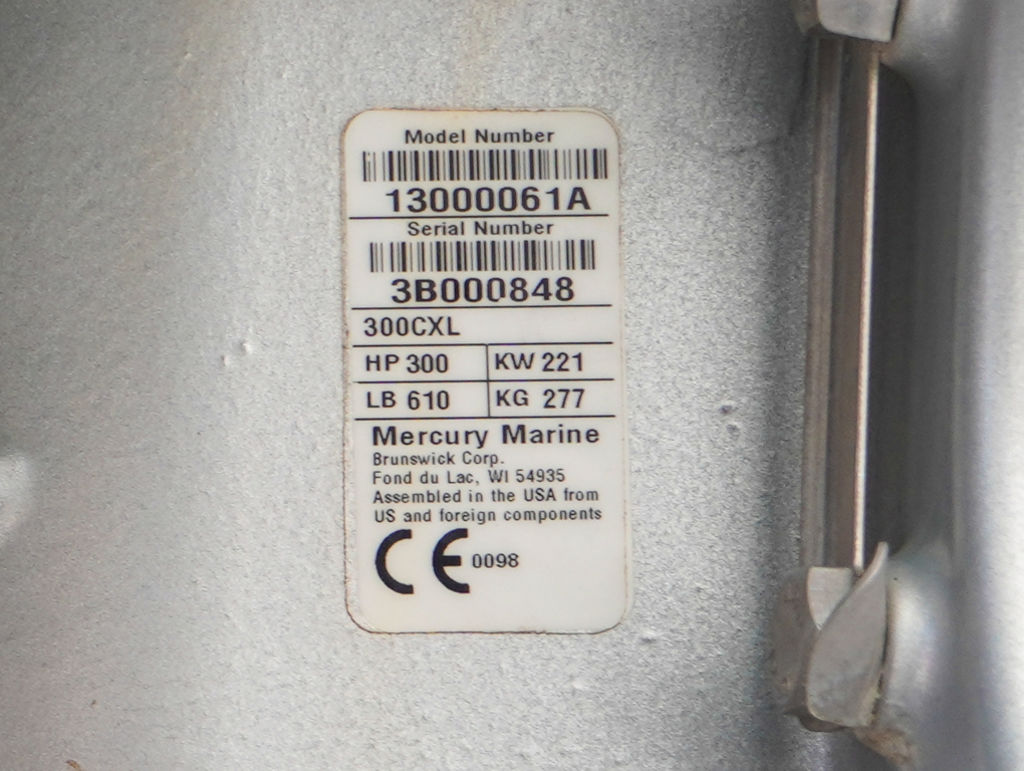 Model Number
13000061A
Serial Number
3B000848
300CXL
HP 300 KW 221
LB 610 KG 277
Mercury Marine
Brunswick Corp.
Fond du Lac, WI 54935
Assembled in the USA from
US and foreign components
CE 0098